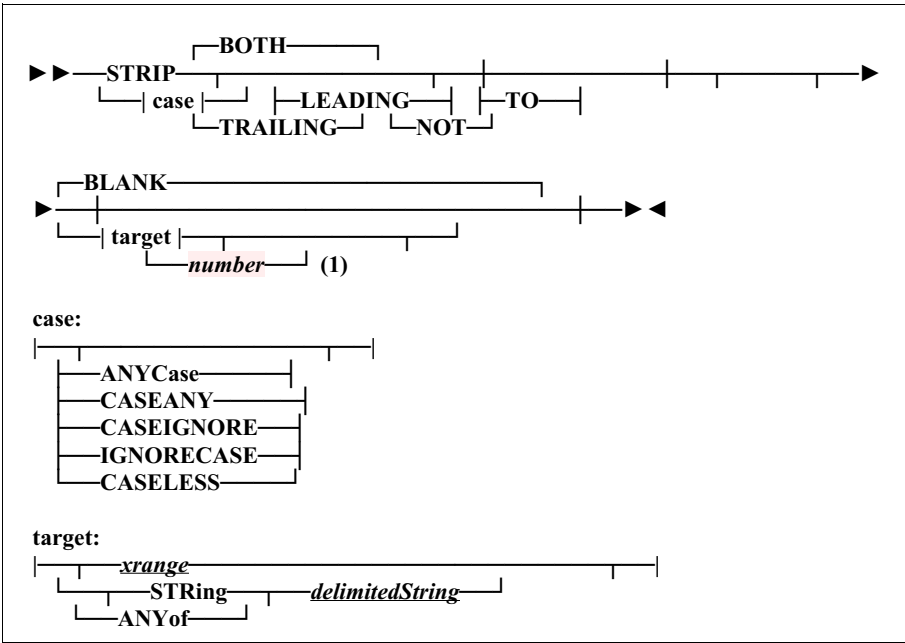 BOTH
►►STRIP
| case | LEADING TO
TRAILING NOT
BLANK
| target |
number (1)
case:
ANYCase
CASEANY
CASEIGNORE
IGNORECASE
CASELESS
target:
xrange
STRing delimitedString
ANYof